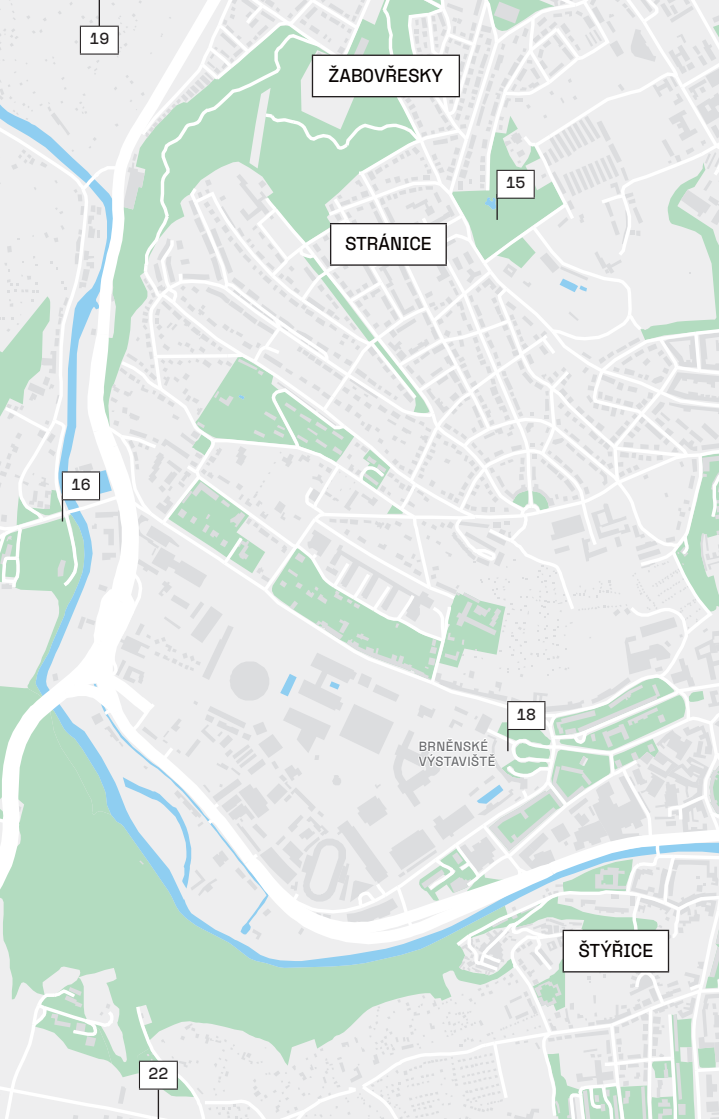 19
ŽABOVŘESKY
15
STRÁNICE
16
18
BRNĚNSKÉ
VÝSTAVIŠTĚ
ŠTÝŘICE
22